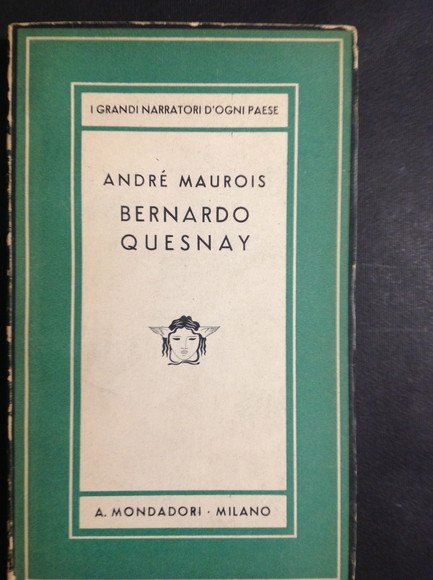 I GRANDI NARRATORI D'OGNI PAESE
ANDRÉ MAUROIS
BERNARDO
QUESNAY
A. MONDADORI · MILANO